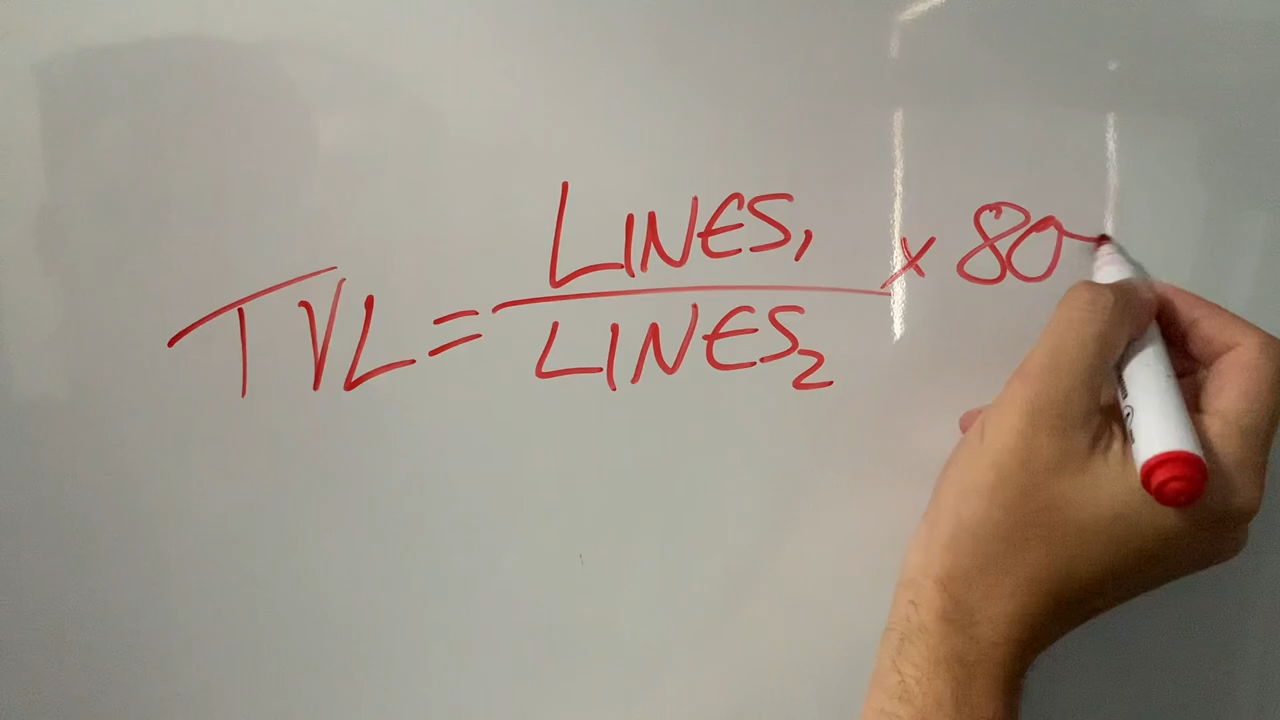 TVL = LINES₁ / LINES₂ × 80